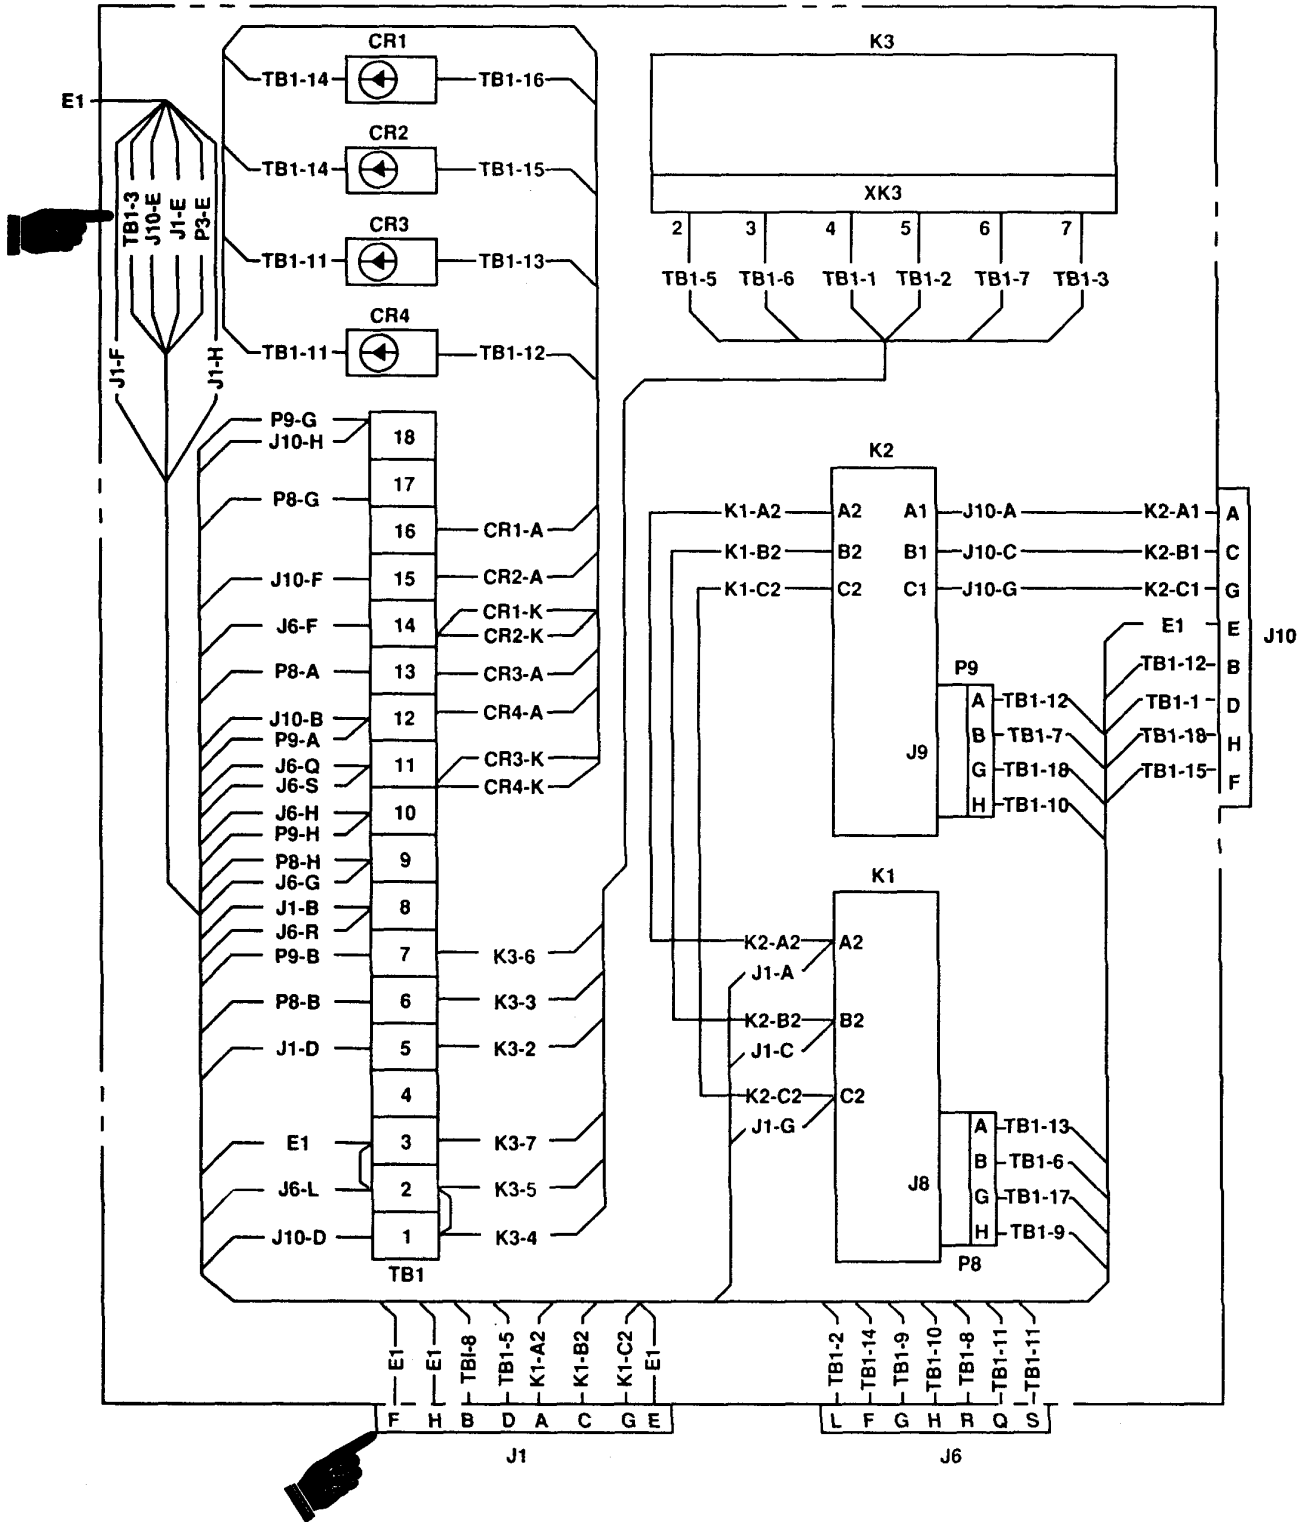 CR1
K3
TB1-14
TB1-16
E1
CR2
TB1-14
TB1-15
XK3
TB1-3
J10-E
J1-E
P3-E
CR3
2
3
4
5
6
7
TB1-11
TB1-13
TB1-5
TB1-6
TB1-1
TB1-2
TB1-7
TB1-3
CR4
TB1-11
TB1-12
J1-F
J1-H
P9-G
J10-H
18
K2
P8-G
17
16
CR1-A
K1-A2
A2
A1
J10-A
K2-A1
A
K1-B2
B2
B1
J10-C
K2-B1
C
J10-F
15
CR2-A
K1-C2
C2
C1
J10-G
K2-C1
G
J6-F
14
CR1-K
CR2-K
E1
E
J10
P8-A
13
CR3-A
P9
TB1-12
B
J10-B
P9-A
12
CR4-A
A
TB1-12
TB1-1
D
J6-Q
J6-S
11
CR3-K
CR4-K
J9
B
TB1-7
TB1-18
H
G
TB1-18
TB1-15
F
J6-H
P9-H
10
H
TB1-10
P8-H
J6-G
9
K1
J1-B
J6-R
8
P9-B
7
K3-6
K2-A2
A2
J1-A
P8-B
6
K3-3
K2-B2
B2
J1-D
5
K3-2
J1-C
4
K2-C2
C2
E1
3
K3-7
J1-G
A
TB1-13
B
TB1-6
J6-L
2
K3-5
J8
G
TB1-17
J10-D
1
K3-4
H
TB1-9
TB1
P8
E1
E1
TBI-8
TB1-5
K1-A2
K1-B2
K1-C2
E1
TB1-2
TB1-14
TB1-9
TB1-10
TB1-8
TB1-11
TB1-11
F
H
B
D
A
C
G
E
L
F
G
H
R
Q
S
J1
J6